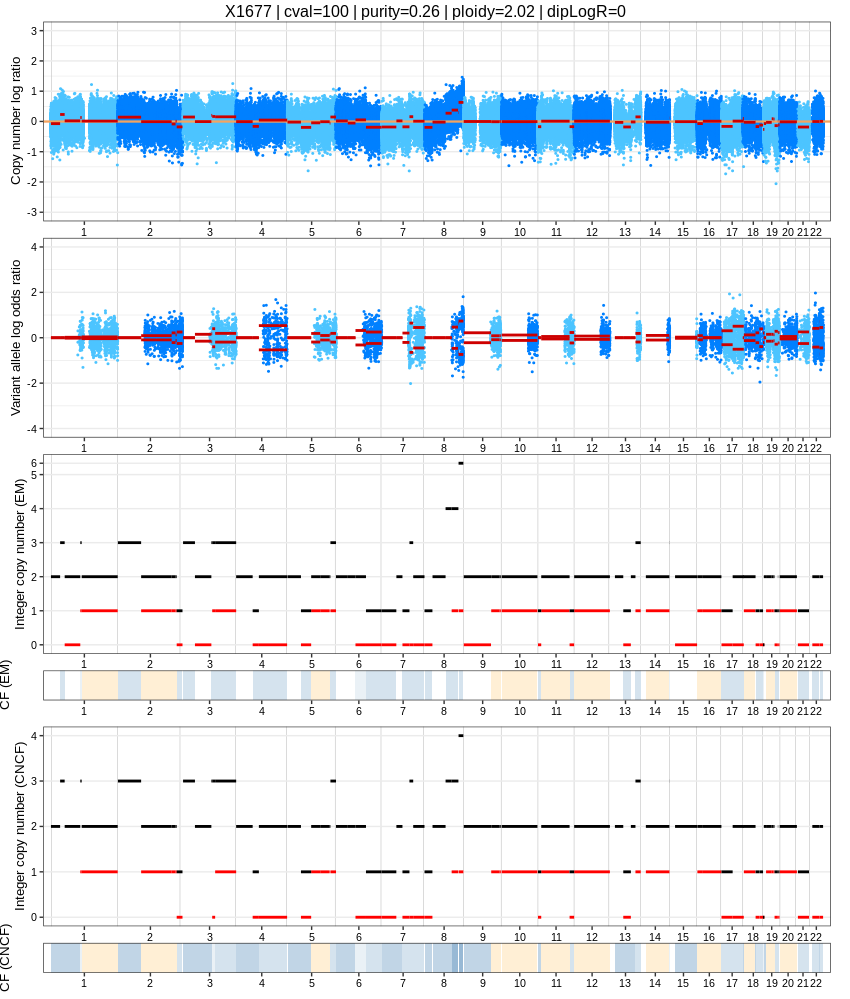 X1677 | cval=100 | purity=0.26 | ploidy=2.02 | dipLogR=0
Copy number log ratio
3
2
1
0
-1
-2
-3
1 2 3 4 5 6 7 8 9 10 11 12 13 14 15 16 17 18 19 20 21 22
Variant allele log odds ratio
4
2
0
-2
-4
1 2 3 4 5 6 7 8 9 10 11 12 13 14 15 16 17 18 19 20 21 22
Integer copy number (EM)
6
5
4
3
2
1
0
1 2 3 4 5 6 7 8 9 10 11 12 13 14 15 16 17 18 19 20 21 22
CF (EM)
1 2 3 4 5 6 7 8 9 10 11 12 13 14 15 16 17 18 19 20 21 22
Integer copy number (CNCF)
4
3
2
1
0
1 2 3 4 5 6 7 8 9 10 11 12 13 14 15 16 17 18 19 20 21 22
CF (CNCF)
1 2 3 4 5 6 7 8 9 10 11 12 13 14 15 16 17 18 19 20 21 22